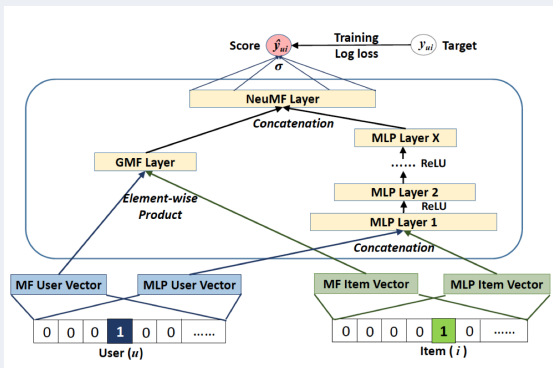 Score ŷui Training Log loss yui Target
σ
NeuMF Layer
Concatenation
MLP Layer X
...... ReLU
GMF Layer
MLP Layer 2
ReLU
Element-wise
Product
MLP Layer 1
Concatenation
MF User Vector MLP User Vector MF Item Vector MLP Item Vector
0 0 0 1 0 0 ...... 0 0 0 0 1 0 ......
User (u) Item ( i )